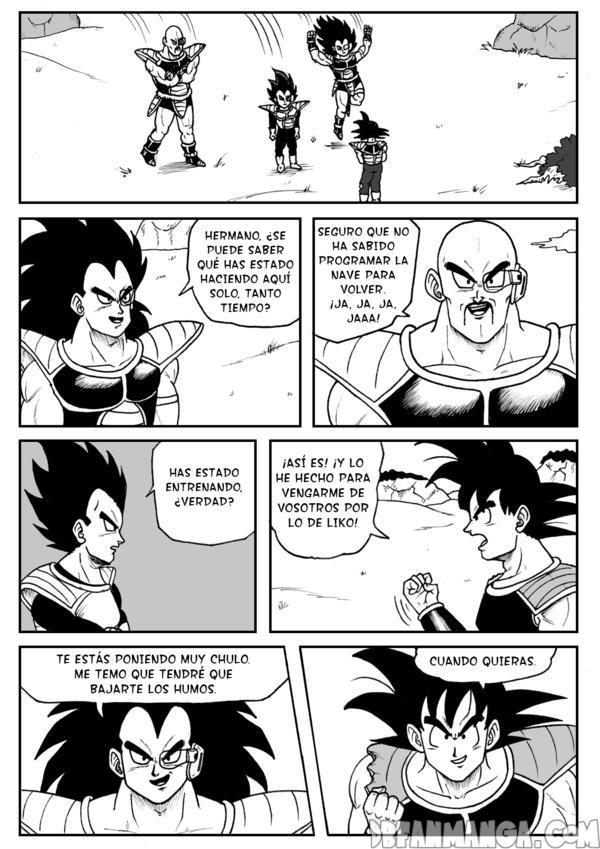 HERMANO, ¿SE
PUEDE SABER
QUÉ HAS ESTADO
HACIENDO AQUÍ
SOLO, TANTO
TIEMPO?
SEGURO QUE NO
HA SABIDO
PROGRAMAR LA
NAVE PARA
VOLVER.
¡JA, JA, JA,
JAAA!
HAS ESTADO
ENTRENANDO,
¿VERDAD?
¡ASÍ ES! ¡Y LO
HE HECHO PARA
VENGARME DE
VOSOTROS POR
LO DE LIKO!
TE ESTÁS PONIENDO MUY CHULO.
ME TEMO QUE TENDRÉ QUE
BAJARTE LOS HUMOS.
CUANDO QUIERAS.
DBFANMANGA.COM